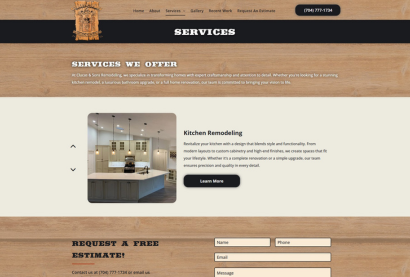 Home About Services Gallery Recent Work Request An Estimate
(704) 777-1734
SERVICES
SERVICES WE OFFER
At Olson & Sons Remodeling, we specialize in transforming homes with expert craftsmanship and attention to detail. Whether you're looking for a stunning
kitchen remodel, a luxurious bathroom upgrade, or a full home renovation, our team is committed to bringing your vision to life.
Kitchen Remodeling
Revitalize your kitchen with a design that blends style and functionality. From
modern layouts to custom cabinetry and high-end finishes, we create spaces that fit
your lifestyle. Whether it's a complete renovation or a simple upgrade, our team
ensures precision and quality in every detail.
Learn More
REQUEST A FREE
ESTIMATE!
Contact us at (704) 777-1734 or email us
Name
Phone
Email
Message